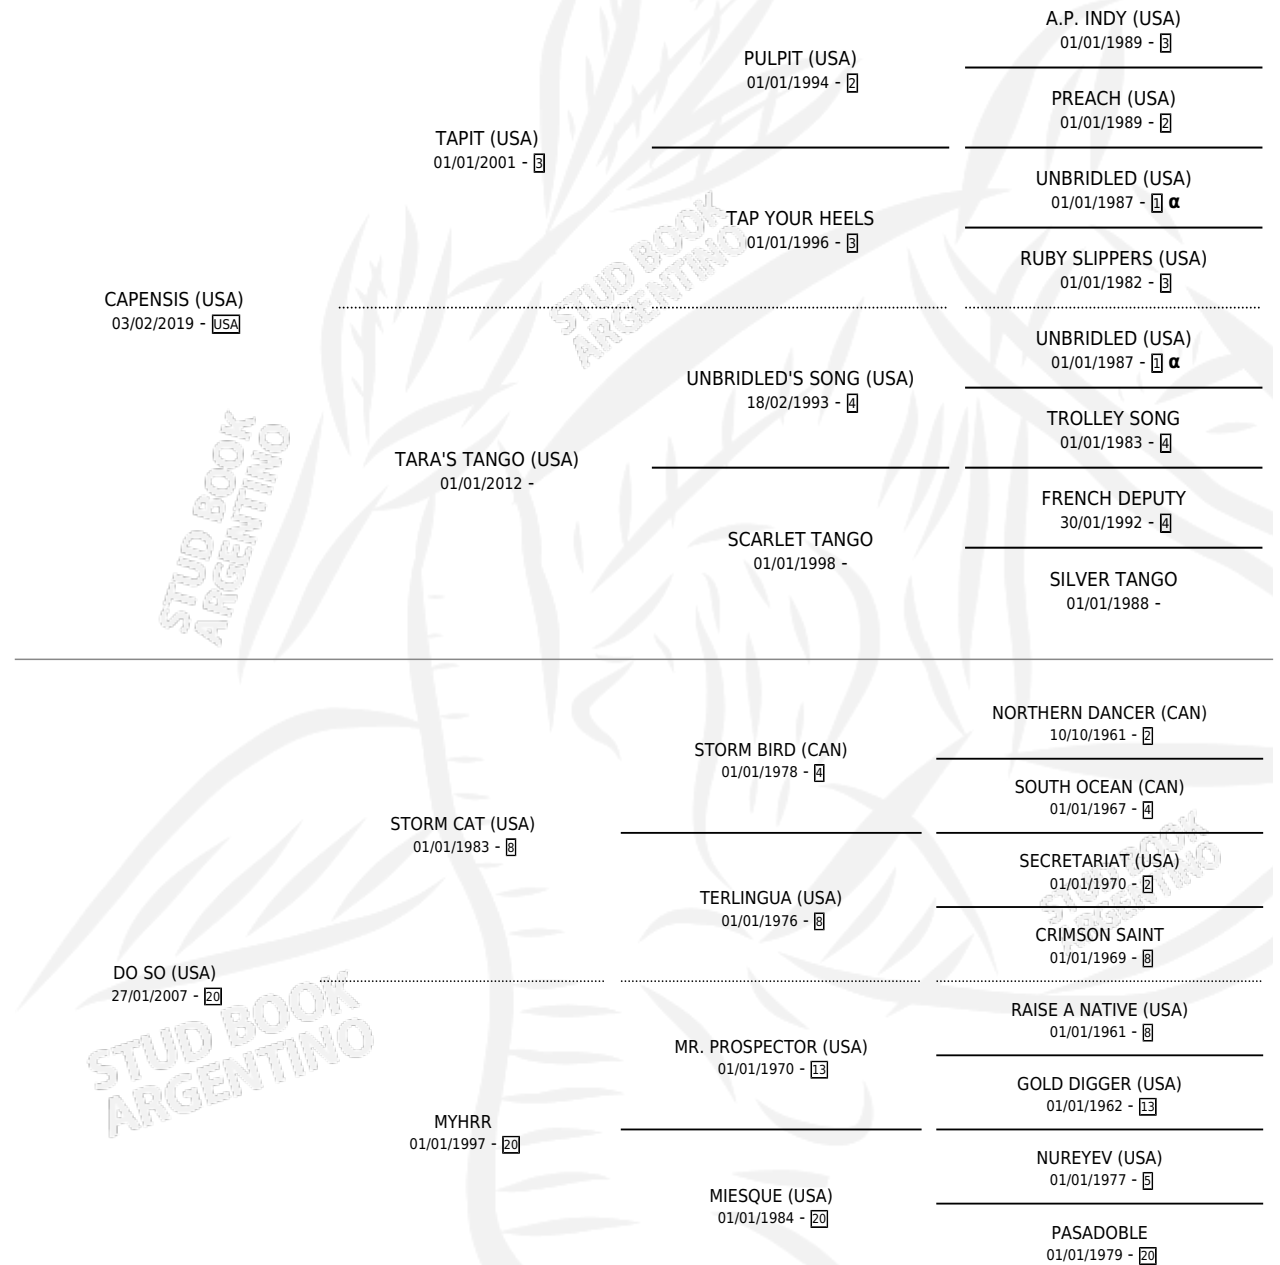 A.P. INDY (USA)
01/01/1989 - 3
PULPIT (USA)
01/01/1994 - 2
PREACH (USA)
01/01/1989 - 2
TAPIT (USA)
01/01/2001 - 3
UNBRIDLED (USA)
01/01/1987 - 1 α
TAP YOUR HEELS
01/01/1996 - 3
RUBY SLIPPERS (USA)
01/01/1982 - 3
STUD BOOK
ARGENTINO
CAPENSIS (USA)
03/02/2019 - USA
UNBRIDLED (USA)
01/01/1987 - 1 α
UNBRIDLED'S SONG (USA)
18/02/1993 - 4
TROLLEY SONG
01/01/1983 - 4
TARA'S TANGO (USA)
01/01/2012 -
FRENCH DEPUTY
30/01/1992 - 4
SCARLET TANGO
01/01/1998 -
SILVER TANGO
01/01/1988 -
STUD BOOK
ARGENTINO
NORTHERN DANCER (CAN)
10/10/1961 - 2
STORM BIRD (CAN)
01/01/1978 - 4
SOUTH OCEAN (CAN)
01/01/1967 - 4
STORM CAT (USA)
01/01/1983 - 8
SECRETARIAT (USA)
01/01/1970 - 2
TERLINGUA (USA)
01/01/1976 - 8
CRIMSON SAINT
01/01/1969 - 8
STUD BOOK
ARGENTINO
DO SO (USA)
27/01/2007 - 20
RAISE A NATIVE (USA)
01/01/1961 - 8
MR. PROSPECTOR (USA)
01/01/1970 - 13
GOLD DIGGER (USA)
01/01/1962 - 13
STUD BOOK
ARGENTINO
MYHRR
01/01/1997 - 20
NUREYEV (USA)
01/01/1977 - 5
MIESQUE (USA)
01/01/1984 - 20
PASADOBLE
01/01/1979 - 20